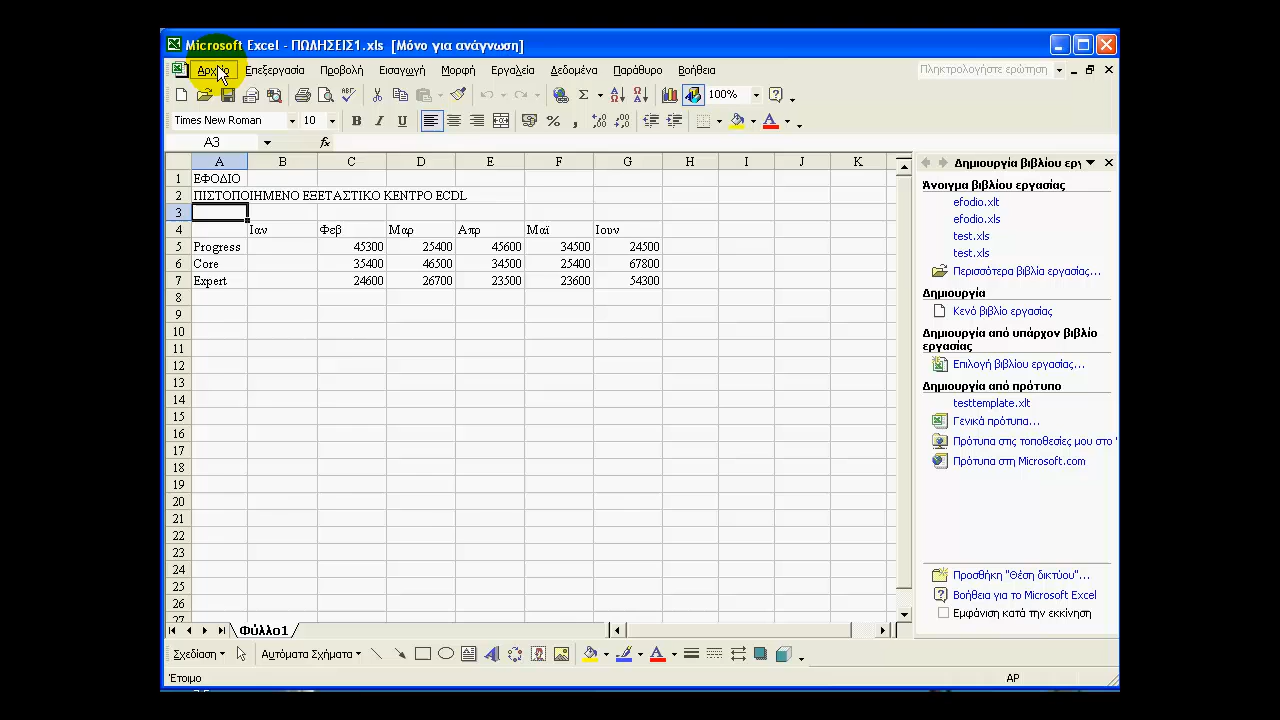 Microsoft Excel - ΠΩΛΗΣΕΙΣ1.xls [Μόνο για ανάγνωση]
Αρχείο Επεξεργασία Προβολή Εισαγωγή Μορφή Εργαλεία Δεδομένα Παράθυρο Βοήθεια Πληκτρολογήστε ερώτηση
100%
Times New Roman 10 B I U % ,
A3 fx
A B C D E F G H I J K
1 ΕΦΟΔΙΟ
2 ΠΙΣΤΟΠΟΙΗΜΕΝΟ ΕΞΕΤΑΣΤΙΚΟ ΚΕΝΤΡΟ ECDL
3
4 Ιαν Φεβ Μαρ Απρ Μαϊ Ιουν
5 Progress 45300 25400 45600 34500 24500
6 Core 35400 46500 34500 25400 67800
7 Expert 24600 26700 23500 23600 54300
8
9
10
11
12
13
14
15
16
17
18
19
20
21
22
23
24
25
26
27
Φύλλο1
Δημιουργία βιβλίου εργ
Άνοιγμα βιβλίου εργασίας
efodio.xlt
efodio.xls
test.xls
test.xls
Περισσότερα βιβλία εργασίας...
Δημιουργία
Κενό βιβλίο εργασίας
Δημιουργία από υπάρχον βιβλίο
εργασίας
Επιλογή βιβλίου εργασίας...
Δημιουργία από πρότυπο
testtemplate.xlt
Γενικά πρότυπα...
Πρότυπα στις τοποθεσίες μου στο
Πρότυπα στη Microsoft.com
Προσθήκη "Θέση δικτύου"...
Βοήθεια για το Microsoft Excel
Εμφάνιση κατά την εκκίνηση
Σχεδίαση Αυτόματα Σχήματα
Έτοιμο AP